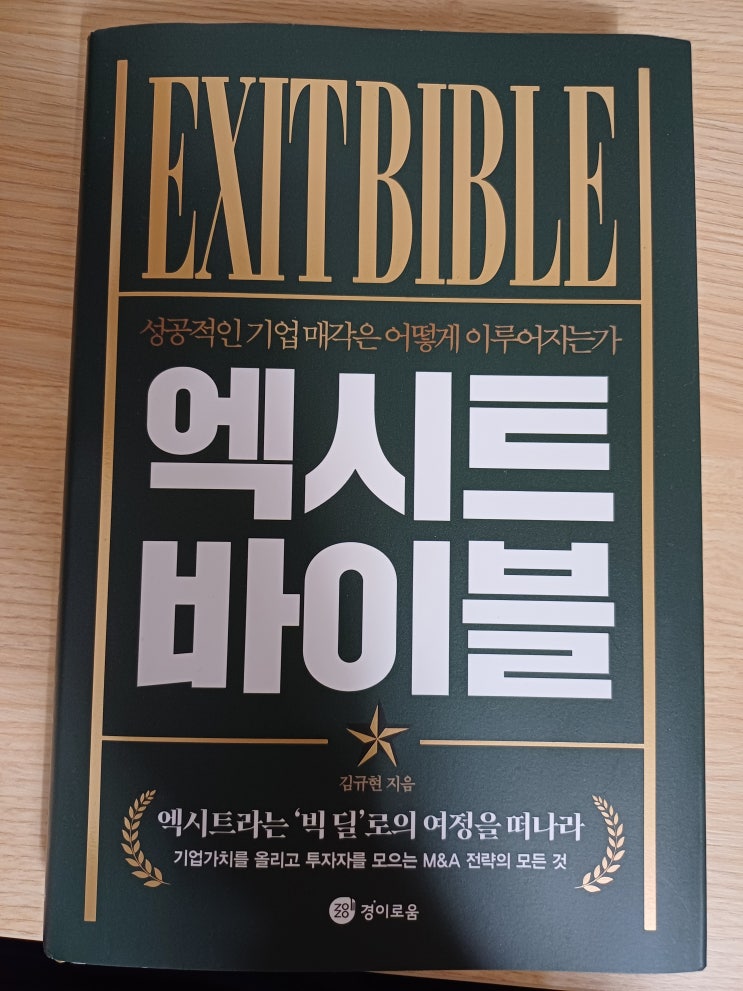 EXIT BIBLE
성공적인 기업 매각은 어떻게 이루어지는가
엑시트
바이블
김규현 지음
엑시트라는 ‘빅 딜’로의 여정을 떠나라
기업가치를 올리고 투자자를 모으는 M&A 전략의 모든 것
경이로움